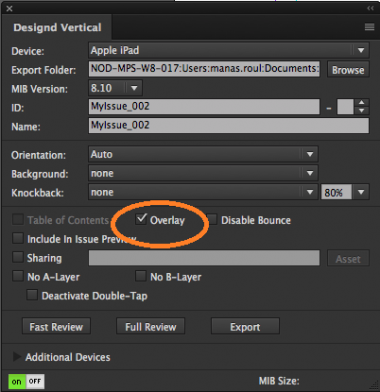 Designd Vertical
Device: Apple iPad
Export Folder: NOD-MPS-W8-017:Users:manas.roul:Documents: Browse
MIB Version: 8.10
ID: MyIssue_002 -
Name: MyIssue_002
Orientation: Auto
Background: none
Knockback: none 80%
Table of Contents Overlay Disable Bounce
Include In Issue Preview
Sharing Asset
No A-Layer No B-Layer
Deactivate Double-Tap
Fast Review Full Review Export
Additional Devices
on OFF MIB Size: